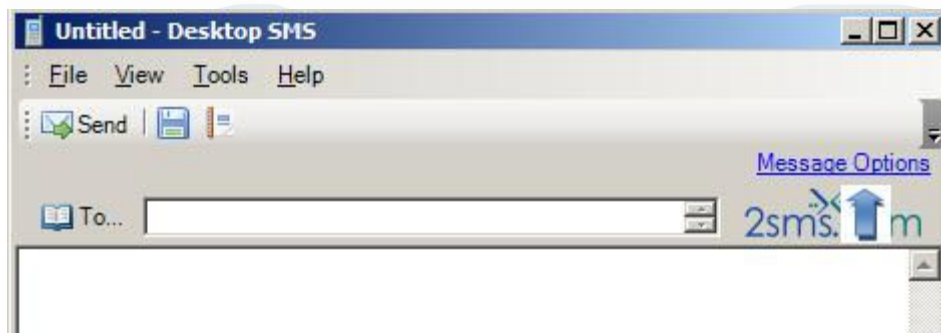 Untitled - Desktop SMS
File View Tools Help
Send
Message Options
To...
2sms. m